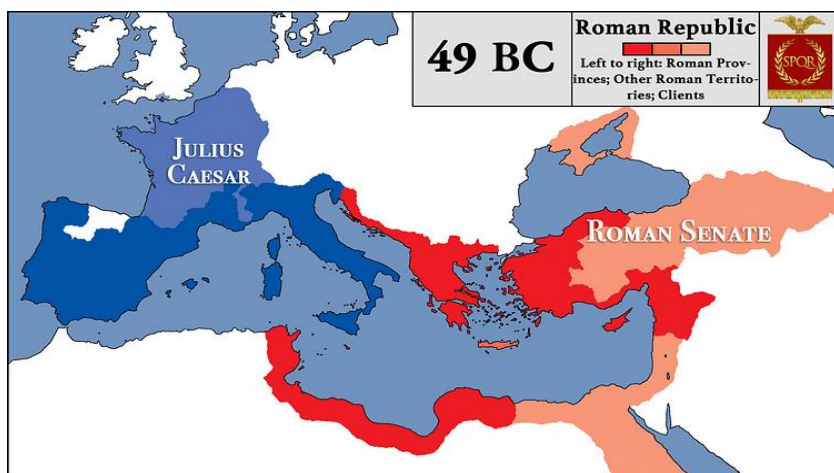 49 BC
Roman Republic
Left to right: Roman Prov-
inces; Other Roman Territo-
ries; Clients
SPQR
JULIUS
CAESAR
ROMAN SENATE